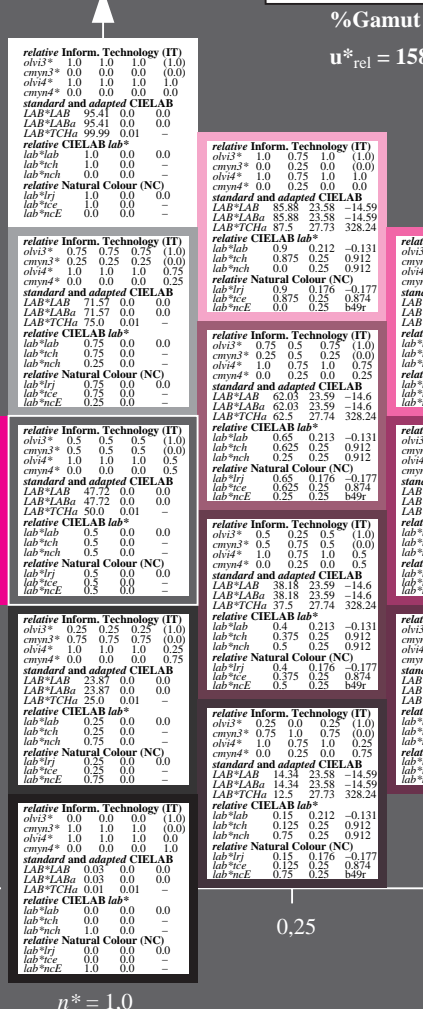 %Gamut
u*rel = 158
relative Inform. Technology (IT)
olvi3* 1.0 1.0 1.0 (1.0)
cmyn3* 0.0 0.0 0.0 (0.0)
olvi4* 1.0 1.0 1.0 1.0
cmyn4* 0.0 0.0 0.0 0.0
standard and adapted CIELAB
LAB*LAB 95.41 0.0 0.0
LAB*LABa 95.41 0.0 0.0
LAB*TCHa 99.99 0.01 –
relative CIELAB lab*
lab*lab 1.0 0.0 0.0
lab*tch 1.0 0.0 –
lab*nch 0.0 0.0 –
relative Natural Colour (NC)
lab*lrj 1.0 0.0 0.0
lab*tce 1.0 0.0 –
lab*ncE 0.0 0.0 –
relative Inform. Technology (IT)
olvi3* 0.75 0.75 0.75 (1.0)
cmyn3* 0.25 0.25 0.25 (0.0)
olvi4* 1.0 1.0 1.0 0.75
cmyn4* 0.0 0.0 0.0 0.25
standard and adapted CIELAB
LAB*LAB 71.57 0.0 0.0
LAB*LABa 71.57 0.0 0.0
LAB*TCHa 75.0 0.01 –
relative CIELAB lab*
lab*lab 0.75 0.0 0.0
lab*tch 0.75 0.0 –
lab*nch 0.25 0.0 –
relative Natural Colour (NC)
lab*lrj 0.75 0.0 0.0
lab*tce 0.75 0.0 –
lab*ncE 0.25 0.0 –
relative Inform. Technology (IT)
olvi3* 0.5 0.5 0.5 (1.0)
cmyn3* 0.5 0.5 0.5 (0.0)
olvi4* 1.0 1.0 1.0 0.5
cmyn4* 0.0 0.0 0.0 0.5
standard and adapted CIELAB
LAB*LAB 47.72 0.0 0.0
LAB*LABa 47.72 0.0 0.0
LAB*TCHa 50.0 0.01 –
relative CIELAB lab*
lab*lab 0.5 0.0 0.0
lab*tch 0.5 0.0 –
lab*nch 0.5 0.0 –
relative Natural Colour (NC)
lab*lrj 0.5 0.0 0.0
lab*tce 0.5 0.0 –
lab*ncE 0.5 0.0 –
relative Inform. Technology (IT)
olvi3* 0.25 0.25 0.25 (1.0)
cmyn3* 0.75 0.75 0.75 (0.0)
olvi4* 1.0 1.0 1.0 0.25
cmyn4* 0.0 0.0 0.0 0.75
standard and adapted CIELAB
LAB*LAB 23.87 0.0 0.0
LAB*LABa 23.87 0.0 0.0
LAB*TCHa 25.0 0.01 –
relative CIELAB lab*
lab*lab 0.25 0.0 0.0
lab*tch 0.25 0.0 –
lab*nch 0.75 0.0 –
relative Natural Colour (NC)
lab*lrj 0.25 0.0 0.0
lab*tce 0.25 0.0 –
lab*ncE 0.75 0.0 –
relative Inform. Technology (IT)
olvi3* 0.0 0.0 0.0 (1.0)
cmyn3* 1.0 1.0 1.0 (0.0)
olvi4* 1.0 1.0 1.0 0.0
cmyn4* 0.0 0.0 0.0 1.0
standard and adapted CIELAB
LAB*LAB 0.03 0.0 0.0
LAB*LABa 0.03 0.0 0.0
LAB*TCHa 0.01 0.01 –
relative CIELAB lab*
lab*lab 0.0 0.0 0.0
lab*tch 0.0 0.0 –
lab*nch 1.0 0.0 –
relative Natural Colour (NC)
lab*lrj 0.0 0.0 0.0
lab*tce 0.0 0.0 –
lab*ncE 1.0 0.0 –
n* = 1,0
relative Inform. Technology (IT)
olvi3* 1.0 0.75 1.0 (1.0)
cmyn3* 0.0 0.25 0.0 (0.0)
olvi4* 1.0 0.75 1.0 1.0
cmyn4* 0.0 0.25 0.0 0.0
standard and adapted CIELAB
LAB*LAB 85.88 23.58 –14.59
LAB*LABa 85.88 23.58 –14.59
LAB*TCHa 87.5 27.73 328.24
relative CIELAB lab*
lab*lab 0.9 0.212 –0.131
lab*tch 0.875 0.25 0.912
lab*nch 0.0 0.25 0.912
relative Natural Colour (NC)
lab*lrj 0.9 0.176 –0.177
lab*tce 0.875 0.25 0.874
lab*ncE 0.0 0.25 b49r
relative Inform. Technology (IT)
olvi3* 0.75 0.5 0.75 (1.0)
cmyn3* 0.25 0.5 0.25 (0.0)
olvi4* 1.0 0.75 1.0 0.75
cmyn4* 0.0 0.25 0.0 0.25
standard and adapted CIELAB
LAB*LAB 62.03 23.59 –14.6
LAB*LABa 62.03 23.59 –14.6
LAB*TCHa 62.5 27.74 328.24
relative CIELAB lab*
lab*lab 0.65 0.213 –0.131
lab*tch 0.625 0.25 0.912
lab*nch 0.25 0.25 0.912
relative Natural Colour (NC)
lab*lrj 0.65 0.176 –0.177
lab*tce 0.625 0.25 0.874
lab*ncE 0.25 0.25 b49r
relative Inform. Technology (IT)
olvi3* 0.5 0.25 0.5 (1.0)
cmyn3* 0.5 0.75 0.5 (0.0)
olvi4* 1.0 0.75 1.0 0.5
cmyn4* 0.0 0.25 0.0 0.5
standard and adapted CIELAB
LAB*LAB 38.18 23.59 –14.6
LAB*LABa 38.18 23.59 –14.6
LAB*TCHa 37.5 27.74 328.24
relative CIELAB lab*
lab*lab 0.4 0.213 –0.131
lab*tch 0.375 0.25 0.912
lab*nch 0.5 0.25 0.912
relative Natural Colour (NC)
lab*lrj 0.4 0.176 –0.177
lab*tce 0.375 0.25 0.874
lab*ncE 0.5 0.25 b49r
relative Inform. Technology (IT)
olvi3* 0.25 0.0 0.25 (1.0)
cmyn3* 0.75 1.0 0.75 (0.0)
olvi4* 1.0 0.75 1.0 0.25
cmyn4* 0.0 0.25 0.0 0.75
standard and adapted CIELAB
LAB*LAB 14.34 23.58 –14.59
LAB*LABa 14.34 23.58 –14.59
LAB*TCHa 12.5 27.73 328.24
relative CIELAB lab*
lab*lab 0.15 0.212 –0.131
lab*tch 0.125 0.25 0.912
lab*nch 0.75 0.25 0.912
relative Natural Colour (NC)
lab*lrj 0.15 0.176 –0.177
lab*tce 0.125 0.25 0.874
lab*ncE 0.75 0.25 b49r
0,25